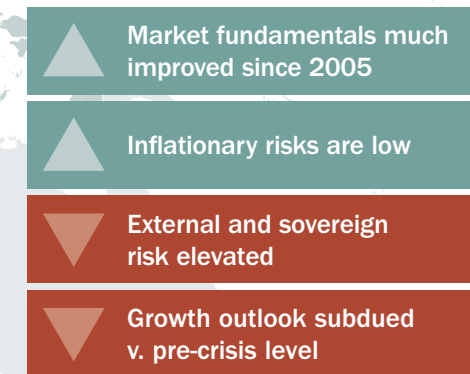 Market fundamentals much
improved since 2005
Inflationary risks are low
External and sovereign
risk elevated
Growth outlook subdued
v. pre-crisis level